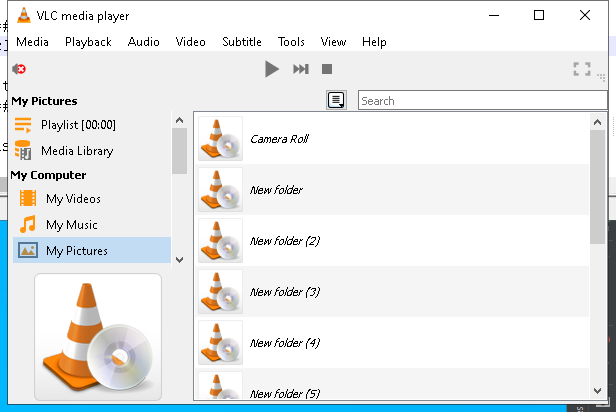 VLC media player
Media Playback Audio Video Subtitle Tools View Help
My Pictures
Search
Playlist [00:00]
Media Library
My Computer
My Videos
My Music
My Pictures
Camera Roll
New folder
New folder (2)
New folder (3)
New folder (4)
New folder (5)